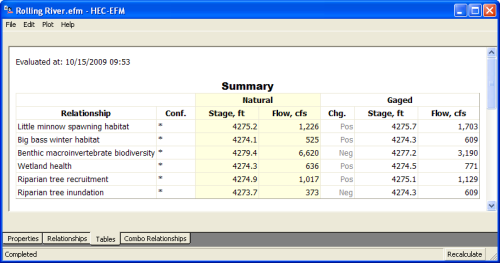 Rolling River.efm - HEC-EFM
File Edit Plot Help
Evaluated at: 10/15/2009 09:53
Summary
Natural Gaged
Relationship Conf. Stage, ft Flow, cfs Chg. Stage, ft Flow, cfs
Little minnow spawning habitat * 4275.2 1,226 Pos 4275.7 1,703
Big bass winter habitat * 4274.1 525 Pos 4274.3 609
Benthic macroinvertebrate biodiversity * 4279.4 6,620 Neg 4277.2 3,190
Wetland health * 4274.3 636 Pos 4274.5 771
Riparian tree recruitment * 4274.9 1,017 Pos 4275.1 1,129
Riparian tree inundation * 4273.7 373 Neg 4274.3 609
Properties Relationships Tables Combo Relationships
Completed Recalculate